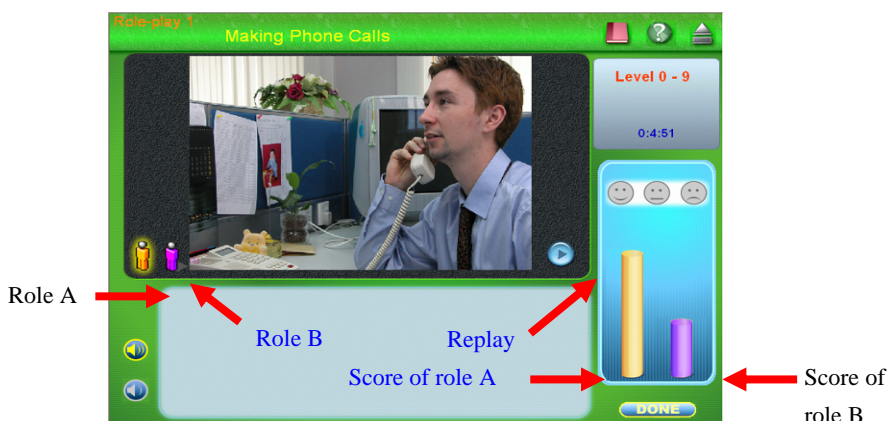 Role-play 1
Making Phone Calls
?
Level 0 - 9
0:4:51
Role A
Role B
Replay
Score of role A
Score of
role B
DONE